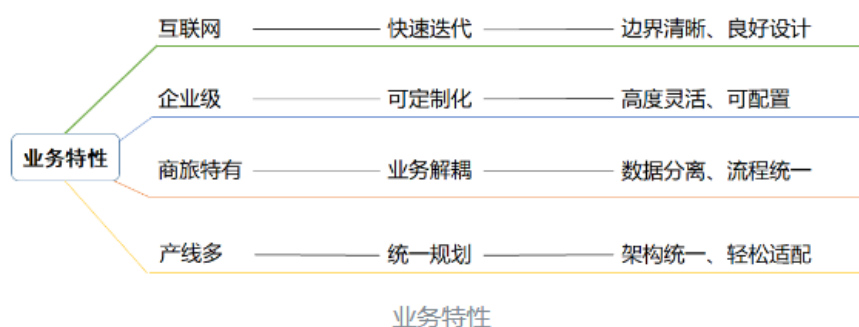 互联网 快速迭代 边界清晰、良好设计
企业级 可定制化 高度灵活、可配置
业务特性
商旅特有 业务解耦 数据分离、流程统一
产线多 统一规划 架构统一、轻松适配
业务特性